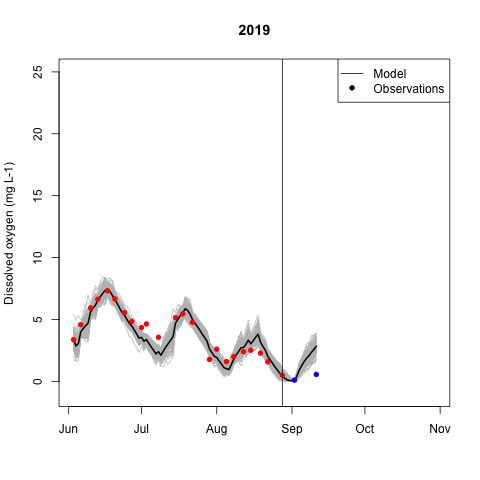 2019
Model
Observations
Dissolved oxygen (mg L-1)
25
20
15
10
5
0
Jun Jul Aug Sep Oct Nov